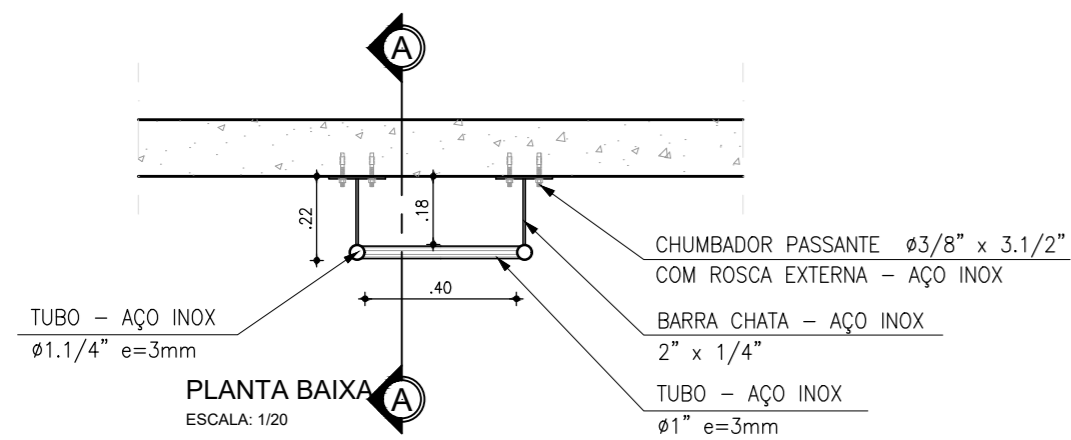 A
.22
.18
.40
CHUMBADOR PASSANTE ø3/8" x 3.1/2"
COM ROSCA EXTERNA – AÇO INOX
TUBO – AÇO INOX
ø1.1/4" e=3mm
BARRA CHATA – AÇO INOX
2" x 1/4"
PLANTA BAIXA
ESCALA: 1/20
A
TUBO – AÇO INOX
ø1" e=3mm